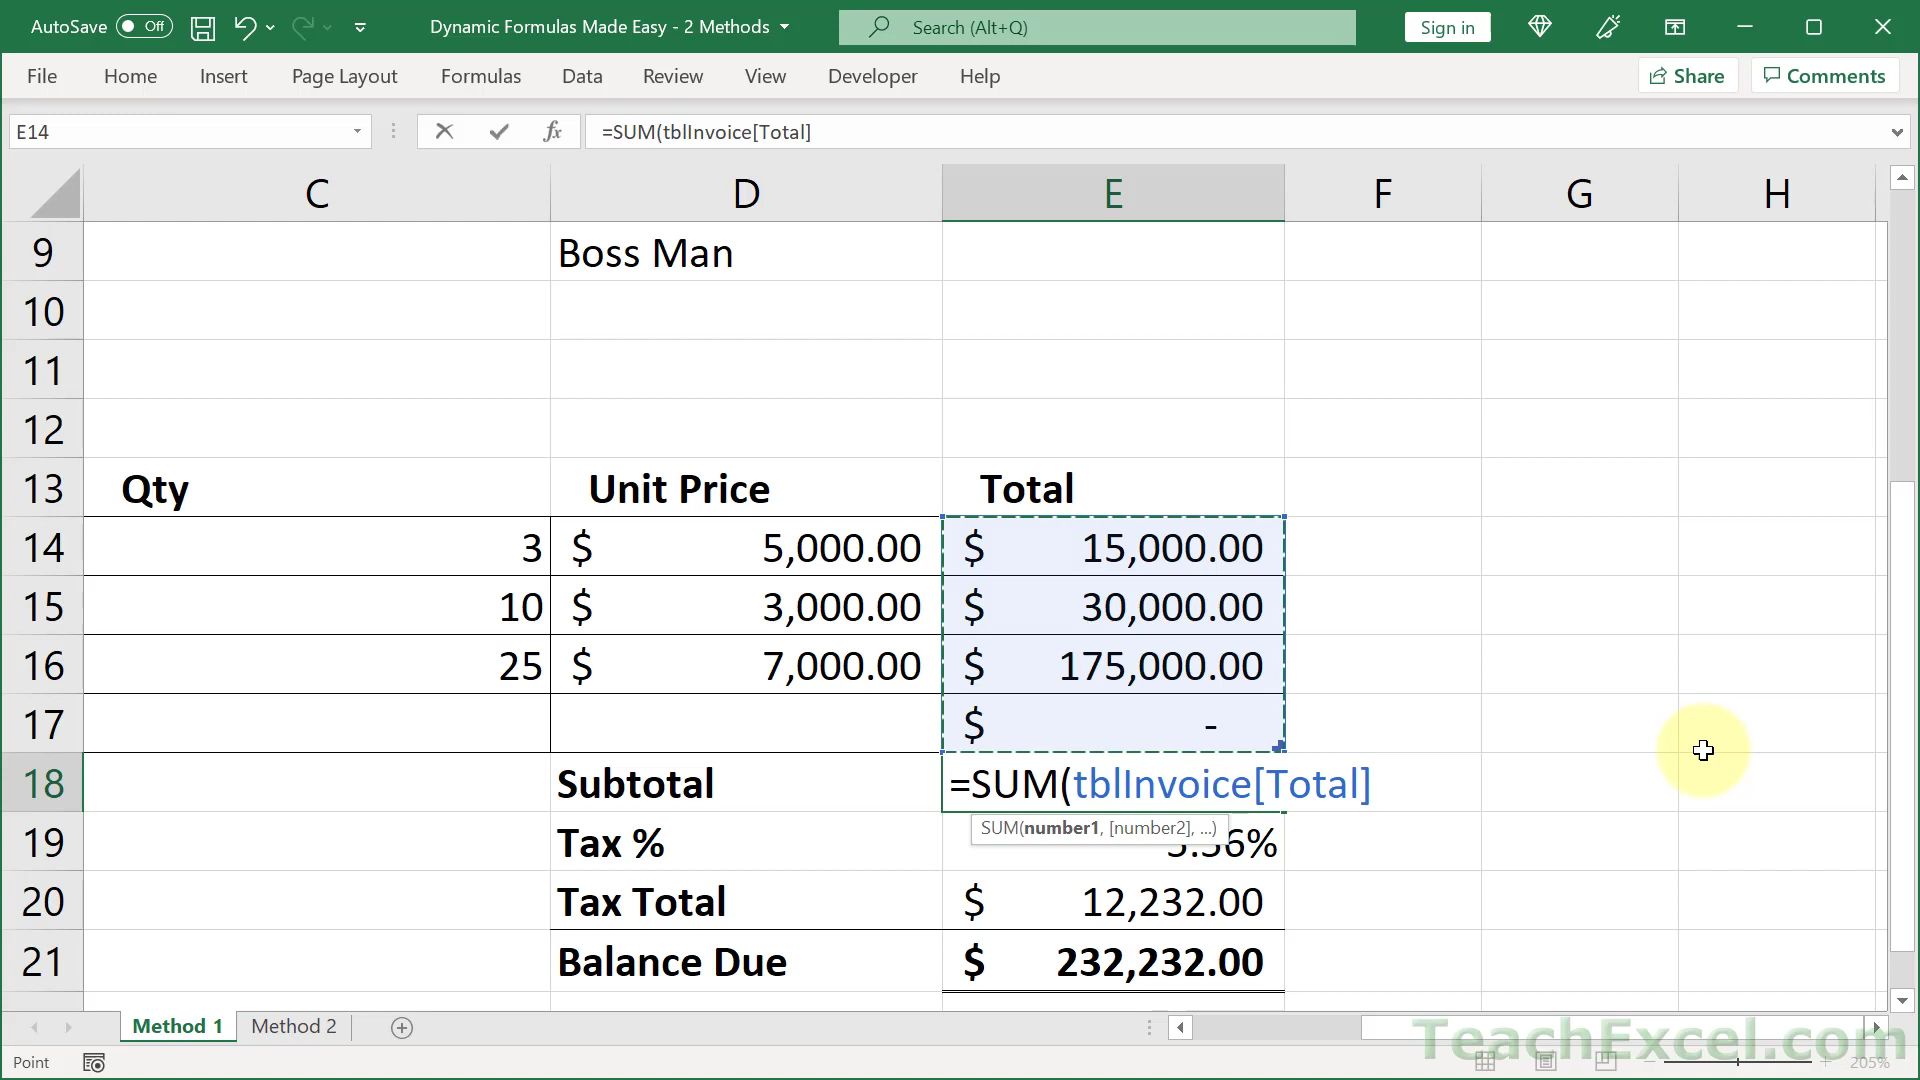 AutoSave Off Dynamic Formulas Made Easy - 2 Methods Search (Alt+Q) Sign in
File Home Insert Page Layout Formulas Data Review View Developer Help Share Comments
E14 fx =SUM(tblInvoice[Total]
C D E F G H
9 Boss Man
10
11
12
13 Qty Unit Price Total
14 3 $ 5,000.00 $ 15,000.00
15 10 $ 3,000.00 $ 30,000.00
16 25 $ 7,000.00 $ 175,000.00
17 $ -
18 Subtotal =SUM(tblInvoice[Total]
SUM(number1, [number2], ...)
19 Tax % 6%
20 Tax Total $ 12,232.00
21 Balance Due $ 232,232.00
Method 1 Method 2
TeachExcel.com
Point 205%